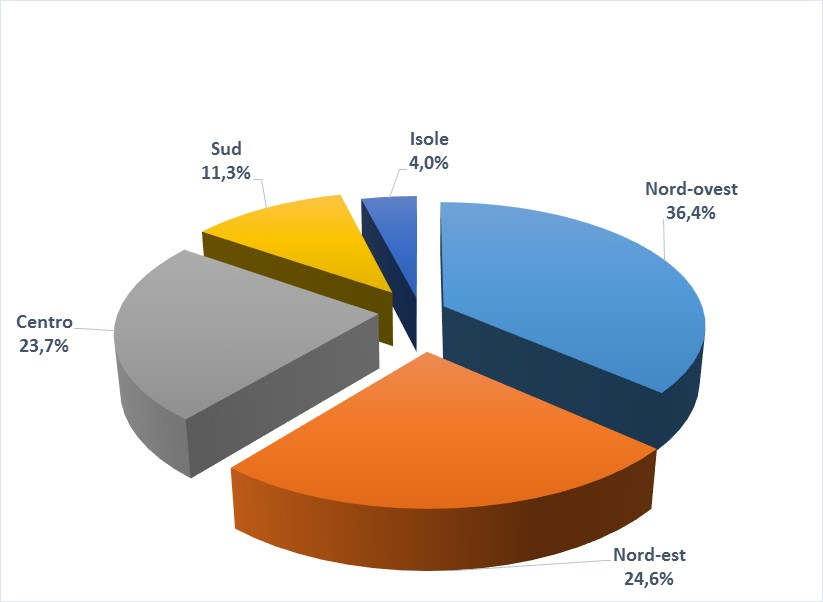 Isole
4,0%
Sud
11,3%
Nord-ovest
36,4%
Centro
23,7%
Nord-est
24,6%